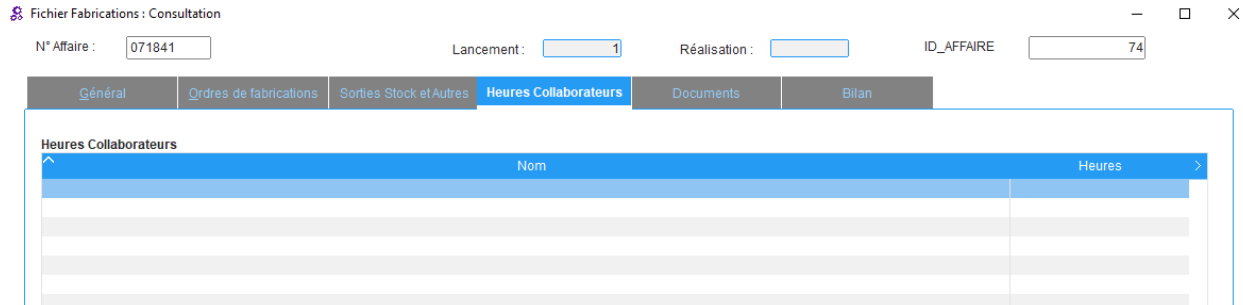 Fichier Fabrications : Consultation
N° Affaire : 071841 Lancement : 1 Réalisation : ID_AFFAIRE 74
Général Ordres de fabrications Sorties Stock et Autres Heures Collaborateurs Documents Bilan
Heures Collaborateurs
Nom Heures